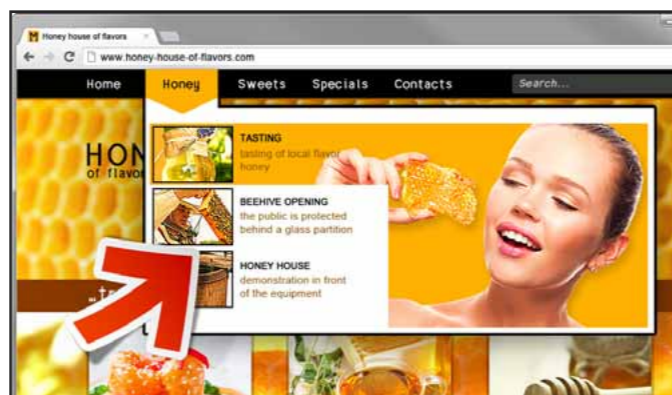 Honey house of flavors
www.honey-house-of-flavors.com
Home Honey Sweets Specials Contacts Search...
TASTING
tasting of local flavor
honey
HON
of flavo
BEEHIVE OPENING
the public is protected
behind a glass partition
HONEY HOUSE
demonstration in front
of the equipment